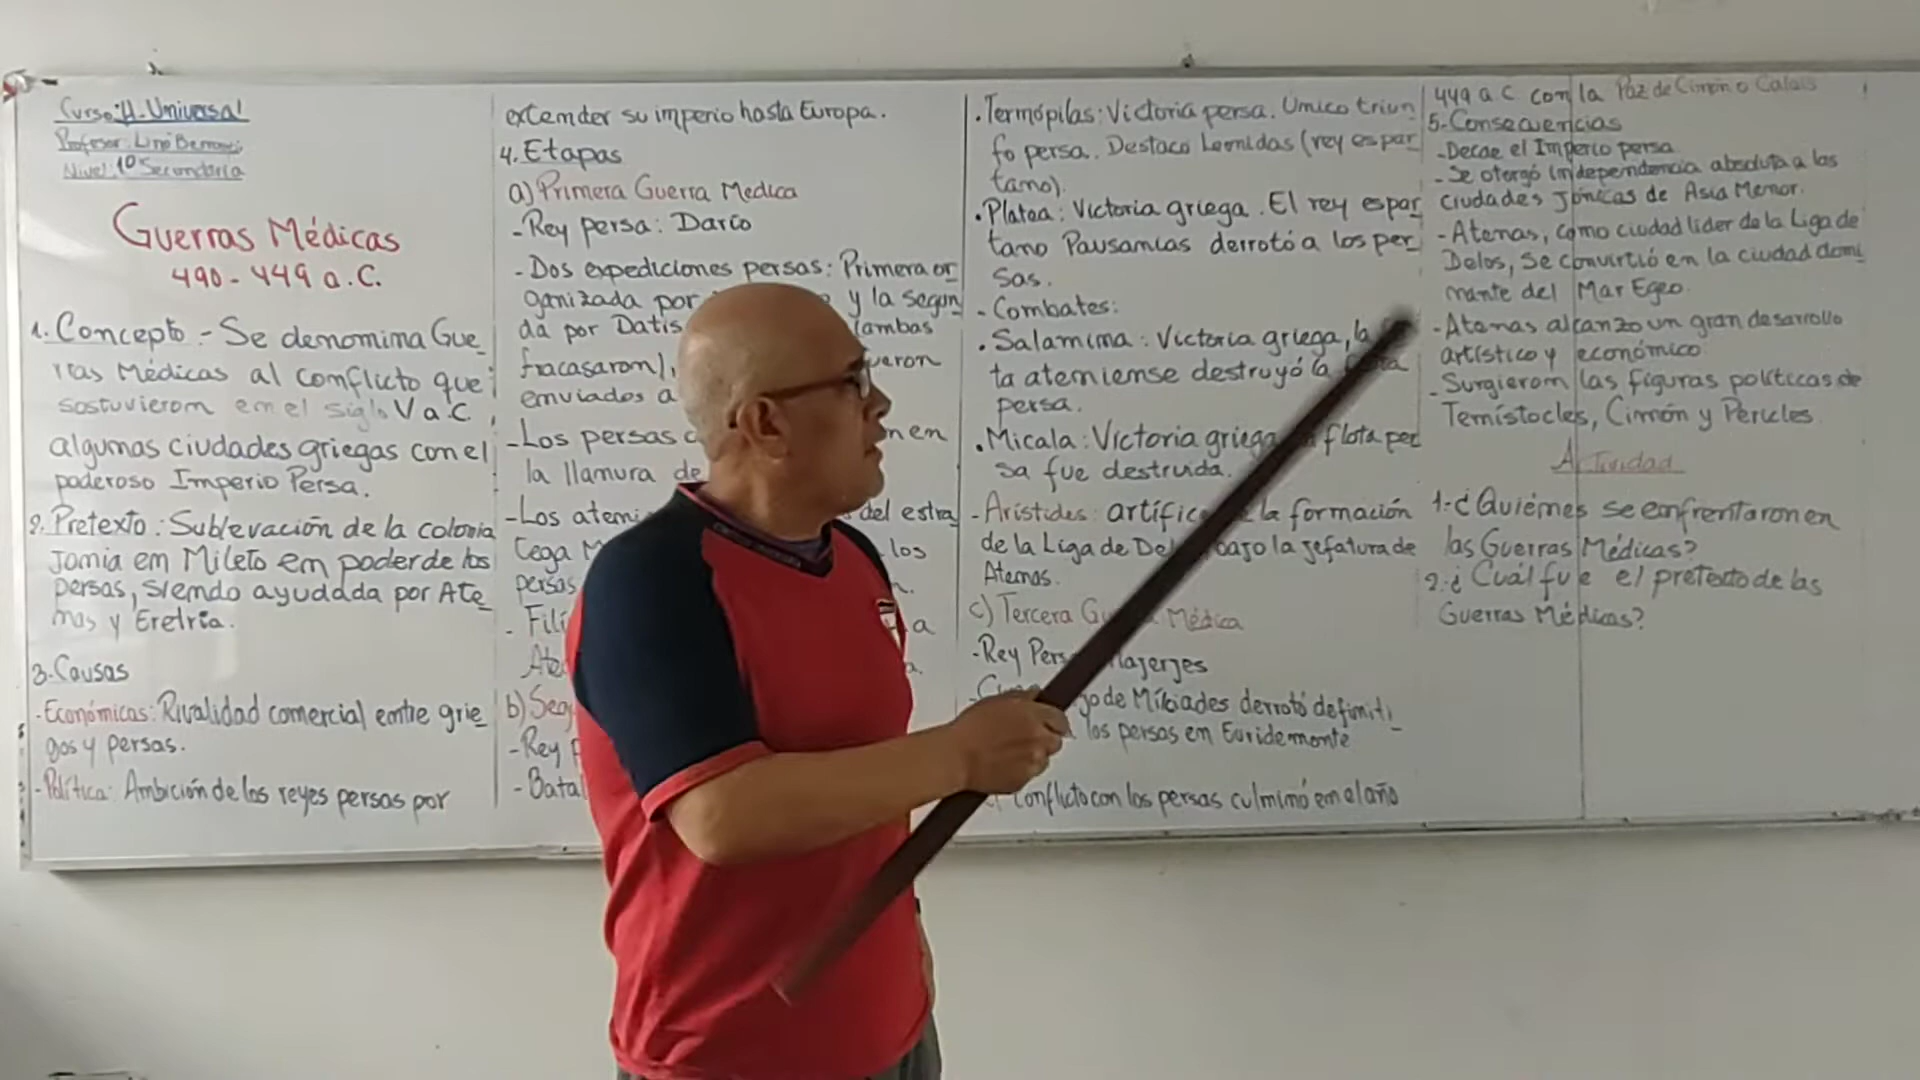 Curso: H. Universal
Profesor: Lino
Nivel: 1º Secundaria
Guerras Médicas
490 - 449 a.C.
1. Concepto.- Se denomina Gue
rras Médicas al conflicto que
sostuvieron en el siglo V a.C.
algunas ciudades griegas con el
poderoso Imperio Persa.
2. Pretexto: Sublevación de la colonia
Jonia en Mileto en poder de los
persas, siendo ayudada por Ate
nas y Eretria.
3. Causas
- Económicas: Rivalidad comercial entre grie
gos y persas.
- Política: Ambición de los reyes persas por
extender su imperio hasta Europa.
4. Etapas
a) Primera Guerra Medica
- Rey persa: Darío
- Dos expediciones persas: Primera or
ganizada por y la segun
da por Datis (ambas
fracasaron),
enviados a
- Los persas en
la llanura de
- Los del estra
tega los
persas

b)
- Rey
-
. Termópilas: Victoria persa. Unico triun
fo persa. Destaco Leonidas (rey espar
tano).
. Platea: Victoria griega. El rey espar
tano Pausanias derrotó a los per
sas.
- Combates:
. Salamina: Victoria griega, la
ta ateniense destruyó la
persa.
. Micala: Victoria griega flota per
sa fue destruida.
- Arístides: la formación
de la Liga de bajo la jefatura de
Atenas.
c) Tercera Médica
- Rey
de Milciades derrotó definiti
los persas en Euridemonte
conflicto con los persas culminó en el año
449 a.C con la Paz de Cimón o Calias
5. Consecuencias
- Decae el Imperio persa
- Se otorgó independencia absoluta a las
ciudades Jónicas de Asia Menor.
- Atenas, como ciudad lider de la Liga de
Delos, se convirtió en la ciudad domi
nante del Mar Egeo.
- Atenas alcanzo un gran desarrollo
artístico y económico
- Surgieron las figuras políticas de
Temístocles, Cimón y Pericles.
Actividad
1. ¿Quiénes se enfrentaron en
las Guerras Médicas?
2. ¿Cuál fue el pretexto de las
Guerras Médicas?